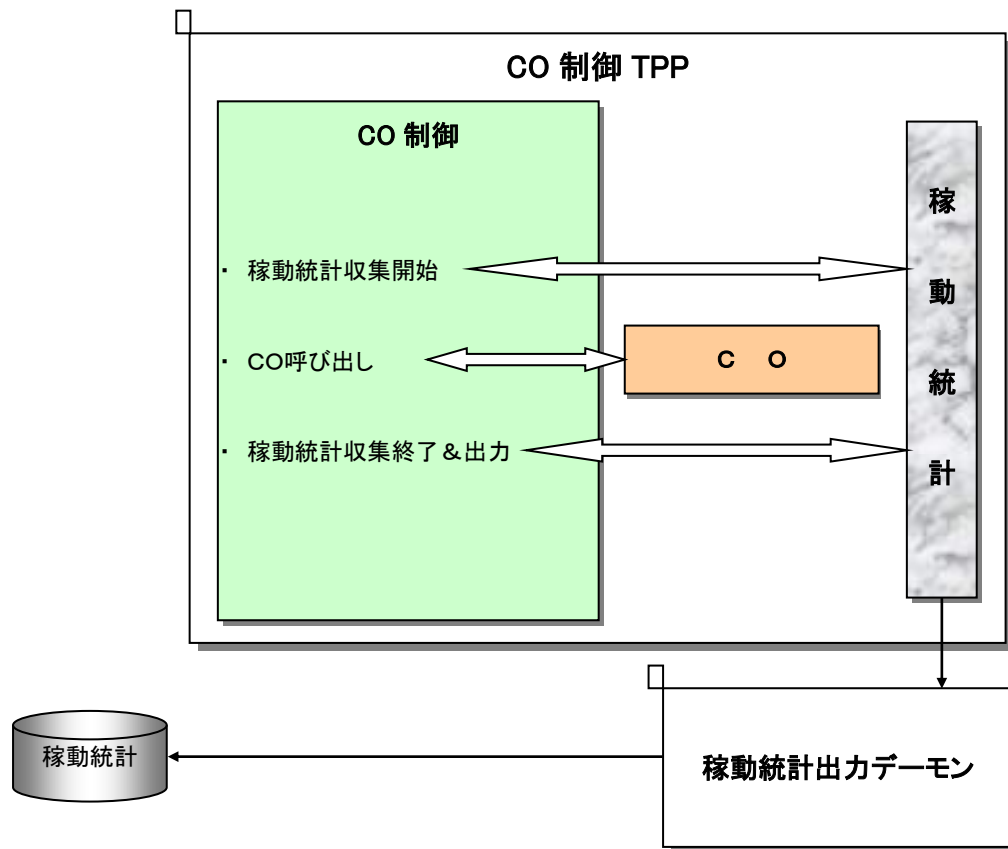 CO 制御 TPP
CO 制御
・ 稼動統計収集開始
・ CO呼び出し
・ 稼動統計収集終了＆出力
C O
稼動統計
稼動統計出力デーモン
稼動統計